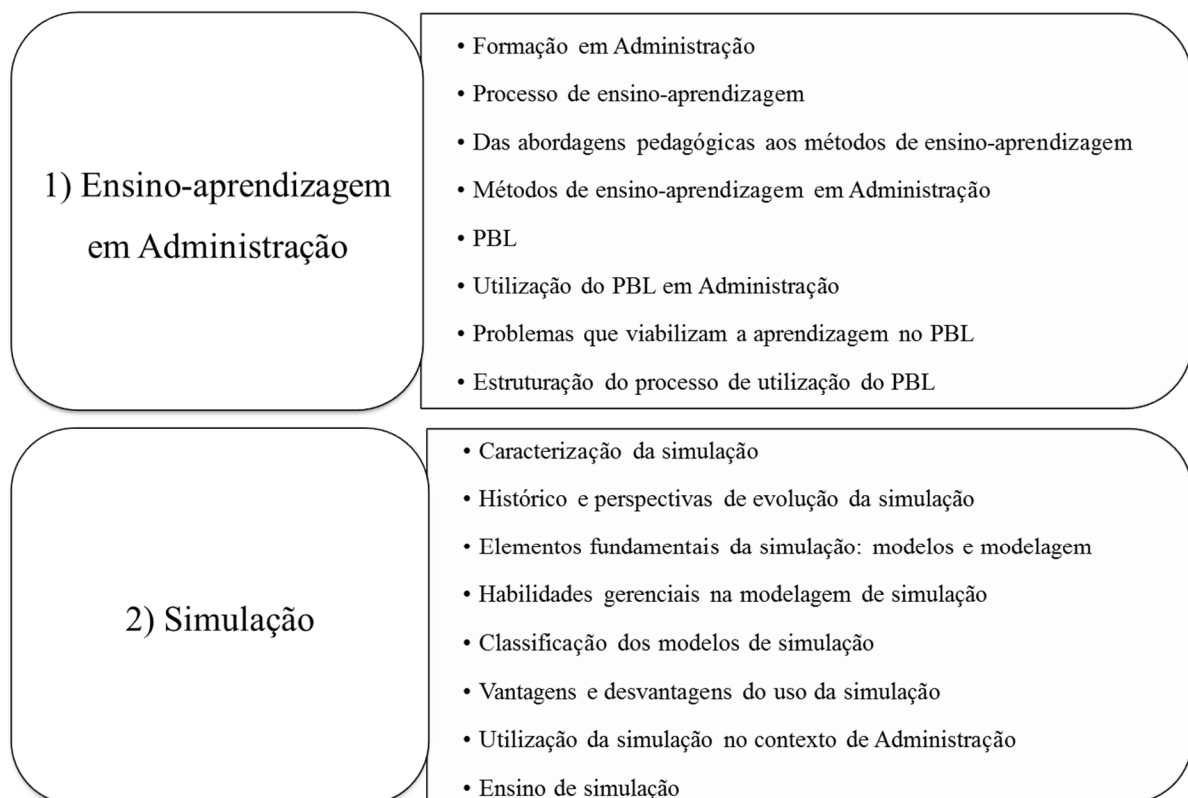 1) Ensino-aprendizagem
em Administração
• Formação em Administração
• Processo de ensino-aprendizagem
• Das abordagens pedagógicas aos métodos de ensino-aprendizagem
• Métodos de ensino-aprendizagem em Administração
• PBL
• Utilização do PBL em Administração
• Problemas que viabilizam a aprendizagem no PBL
• Estruturação do processo de utilização do PBL
2) Simulação
• Caracterização da simulação
• Histórico e perspectivas de evolução da simulação
• Elementos fundamentais da simulação: modelos e modelagem
• Habilidades gerenciais na modelagem de simulação
• Classificação dos modelos de simulação
• Vantagens e desvantagens do uso da simulação
• Utilização da simulação no contexto de Administração
• Ensino de simulação